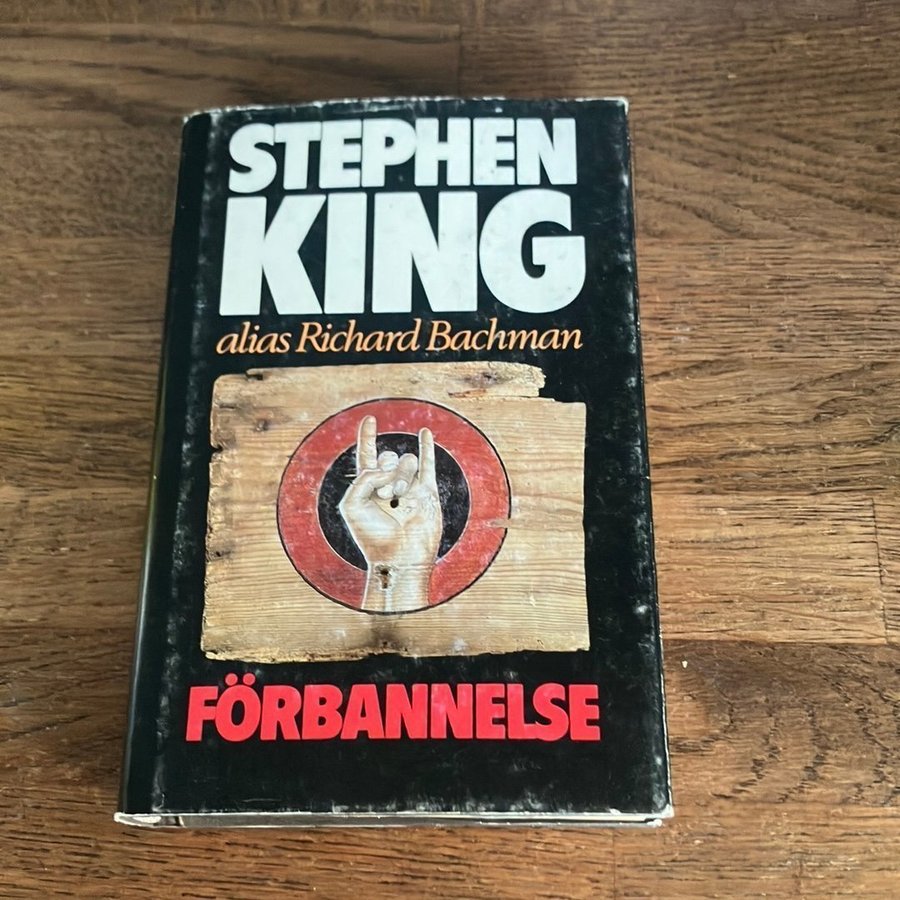 STEPHEN
KING
alias Richard Bachman
FÖRBANNELSE